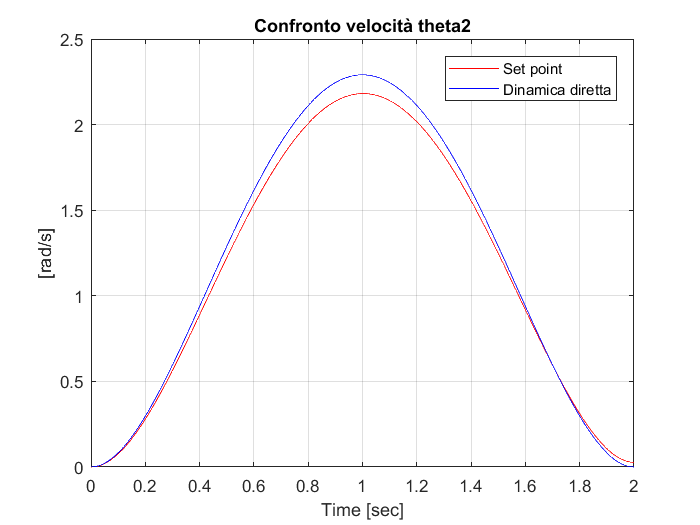 Confronto velocità theta2
Set point
Dinamica diretta
[rad/s]
2.5
2
1.5
1
0.5
0
0 0.2 0.4 0.6 0.8 1 1.2 1.4 1.6 1.8 2
Time [sec]